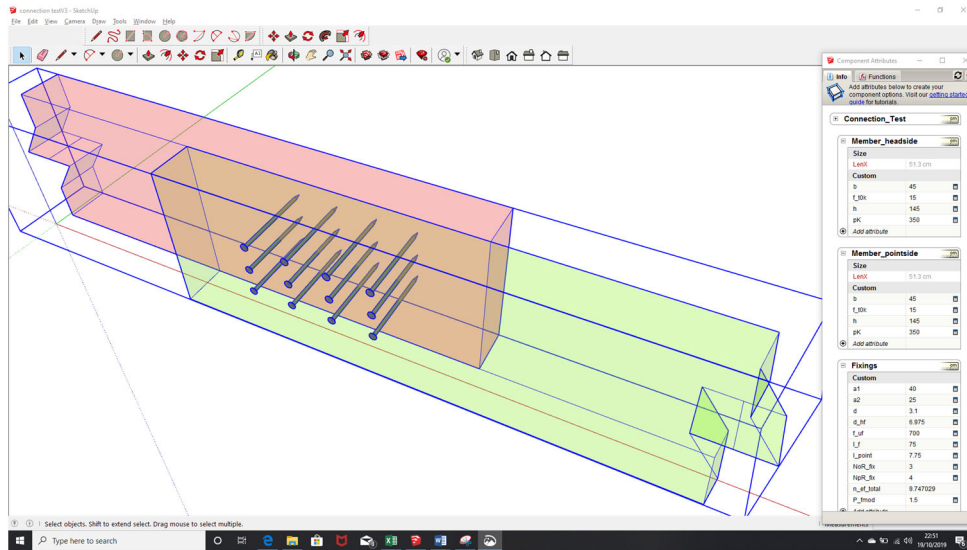 connection testV3 - SketchUp
File Edit View Camera Draw Tools Window Help
Component Attributes
Info Functions
Add attributes below to create your
component options. Visit our getting started
guide for tutorials.
Connection_Test
Member_headside
Size
LenX 51.3 cm
Custom
b 45
f_t0k 15
h 145
pK 350
Add attribute
Member_pointside
Size
LenX 51.3 cm
Custom
b 45
f_t0k 15
h 145
pK 350
Add attribute
Fixings
Custom
a1 40
a2 25
d 3.1
d_hf 6.975
f_uf 700
l_f 75
l_point 7.75
NoR_fix 3
NpR_fix 4
n_ef_total 9.747029
P_fmod 1.5
Select objects. Shift to extend select. Drag mouse to select multiple.
Measurements
Type here to search
22:51
19/10/2019